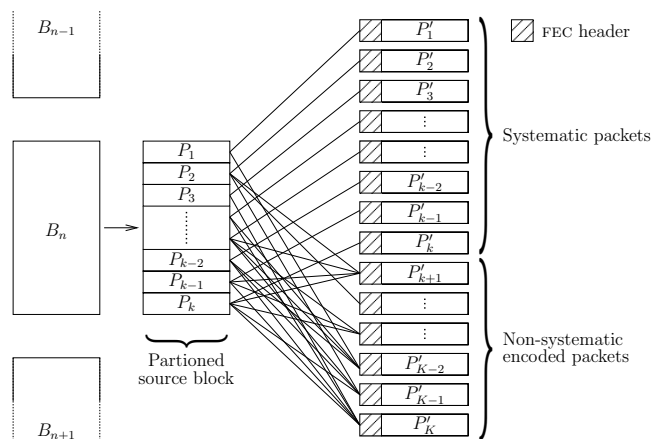 B_{n−1}
B_n
B_{n+1}
P_1
P_2
P_3
⋮
P_{k−2}
P_{k−1}
P_k
Partioned
source block
P′_1
P′_2
P′_3
⋮
⋮
P′_{k−2}
P′_{k−1}
P′_k
P′_{k+1}
⋮
⋮
P′_{K−2}
P′_{K−1}
P′_K
FEC header
Systematic packets
Non-systematic
encoded packets